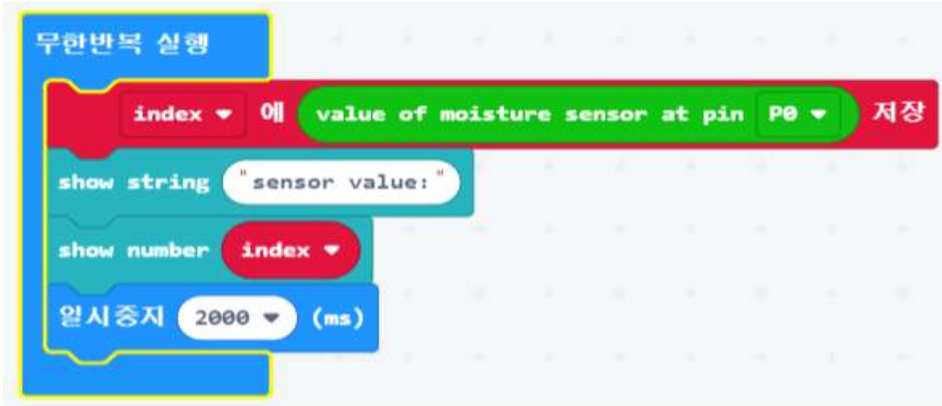 무한반복 실행
index 에 value of moisture sensor at pin P0 저장
show string "sensor value:"
show number index
일시중지 2000 (ms)